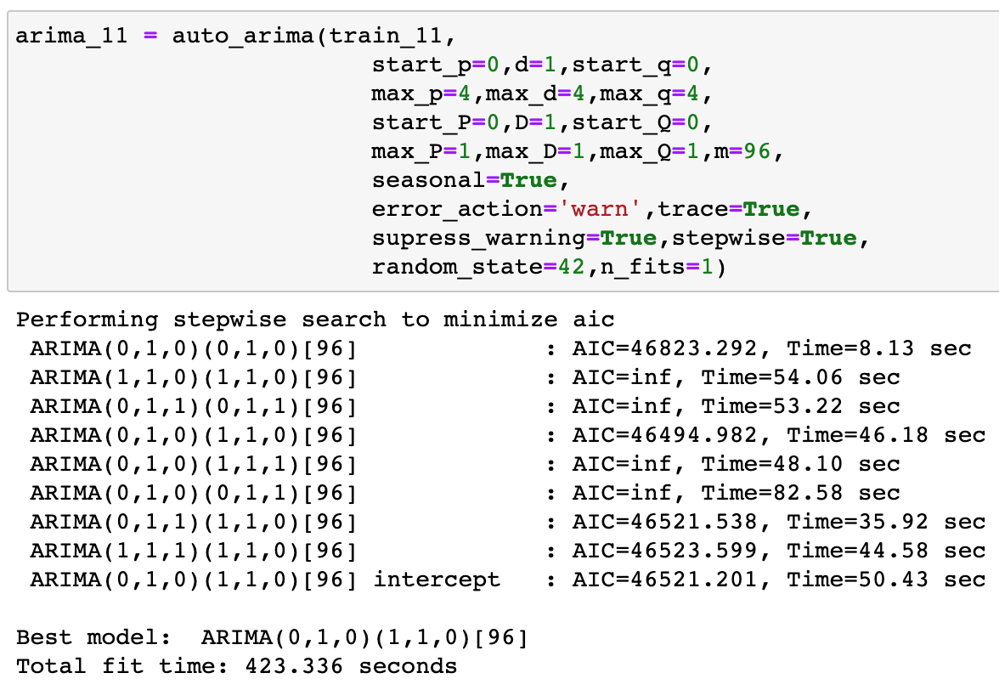 arima_11 = auto_arima(train_11,
start_p=0,d=1,start_q=0,
max_p=4,max_d=4,max_q=4,
start_P=0,D=1,start_Q=0,
max_P=1,max_D=1,max_Q=1,m=96,
seasonal=True,
error_action='warn',trace=True,
supress_warning=True,stepwise=True,
random_state=42,n_fits=1)
Performing stepwise search to minimize aic
ARIMA(0,1,0)(0,1,0)[96] : AIC=46823.292, Time=8.13 sec
ARIMA(1,1,0)(1,1,0)[96] : AIC=inf, Time=54.06 sec
ARIMA(0,1,1)(0,1,1)[96] : AIC=inf, Time=53.22 sec
ARIMA(0,1,0)(1,1,0)[96] : AIC=46494.982, Time=46.18 sec
ARIMA(0,1,0)(1,1,1)[96] : AIC=inf, Time=48.10 sec
ARIMA(0,1,0)(0,1,1)[96] : AIC=inf, Time=82.58 sec
ARIMA(0,1,1)(1,1,0)[96] : AIC=46521.538, Time=35.92 sec
ARIMA(1,1,1)(1,1,0)[96] : AIC=46523.599, Time=44.58 sec
ARIMA(0,1,0)(1,1,0)[96] intercept : AIC=46521.201, Time=50.43 sec
Best model: ARIMA(0,1,0)(1,1,0)[96]
Total fit time: 423.336 seconds